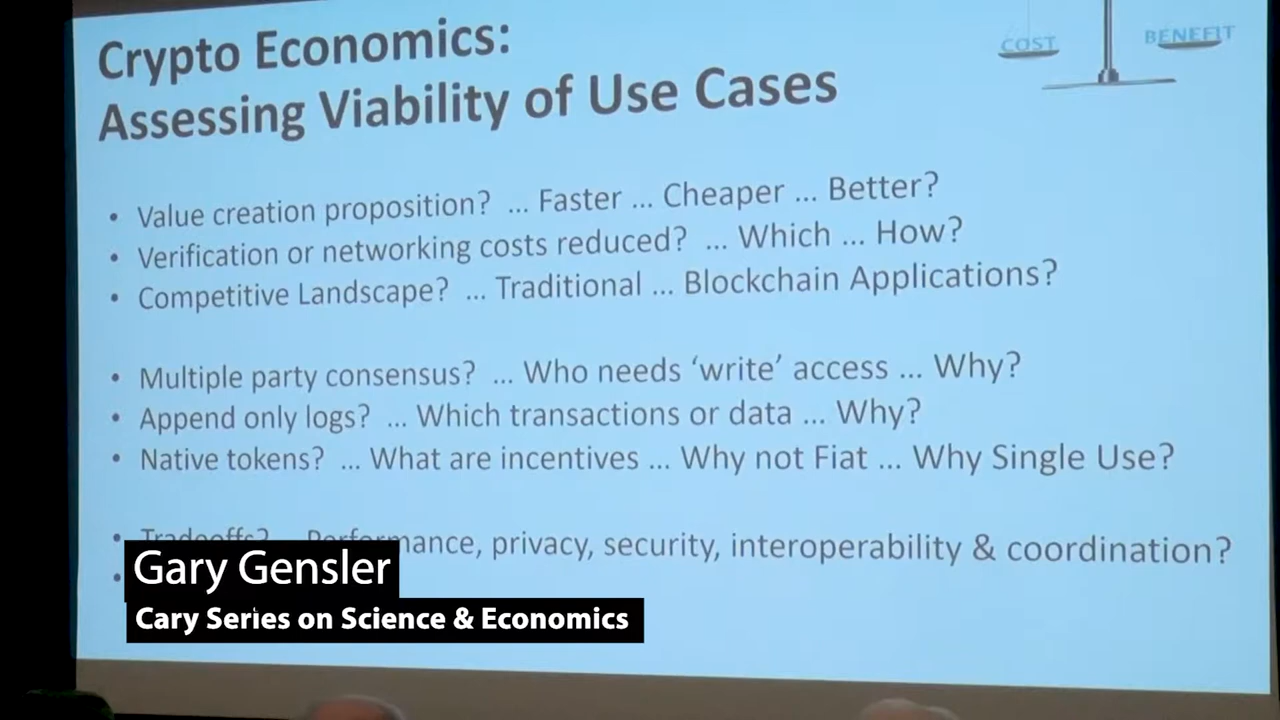 Crypto Economics:
Assessing Viability of Use Cases
COST
BENEFIT
• Value creation proposition? ... Faster ... Cheaper ... Better?
• Verification or networking costs reduced? ... Which ... How?
• Competitive Landscape? ... Traditional ... Blockchain Applications?
• Multiple party consensus? ... Who needs ‘write’ access ... Why?
• Append only logs? ... Which transactions or data ... Why?
• Native tokens? ... What are incentives ... Why not Fiat ... Why Single Use?
• Tradeoffs? ... Performance, privacy, security, interoperability & coordination?
Gary Gensler
Cary Series on Science & Economics